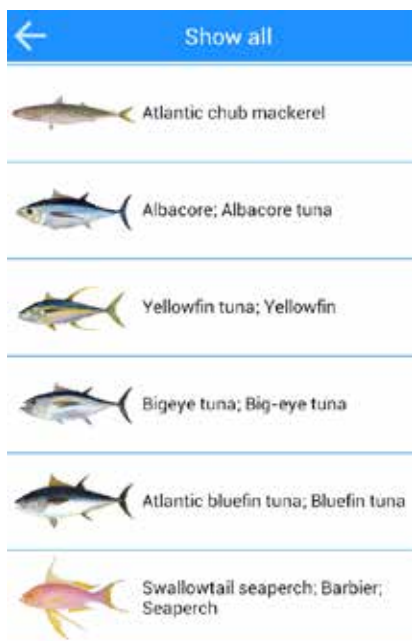 Show all
Atlantic chub mackerel
Albacore; Albacore tuna
Yellowfin tuna; Yellowfin
Bigeye tuna; Big-eye tuna
Atlantic bluefin tuna; Bluefin tuna
Swallowtail seaperch; Barbier;
Seaperch